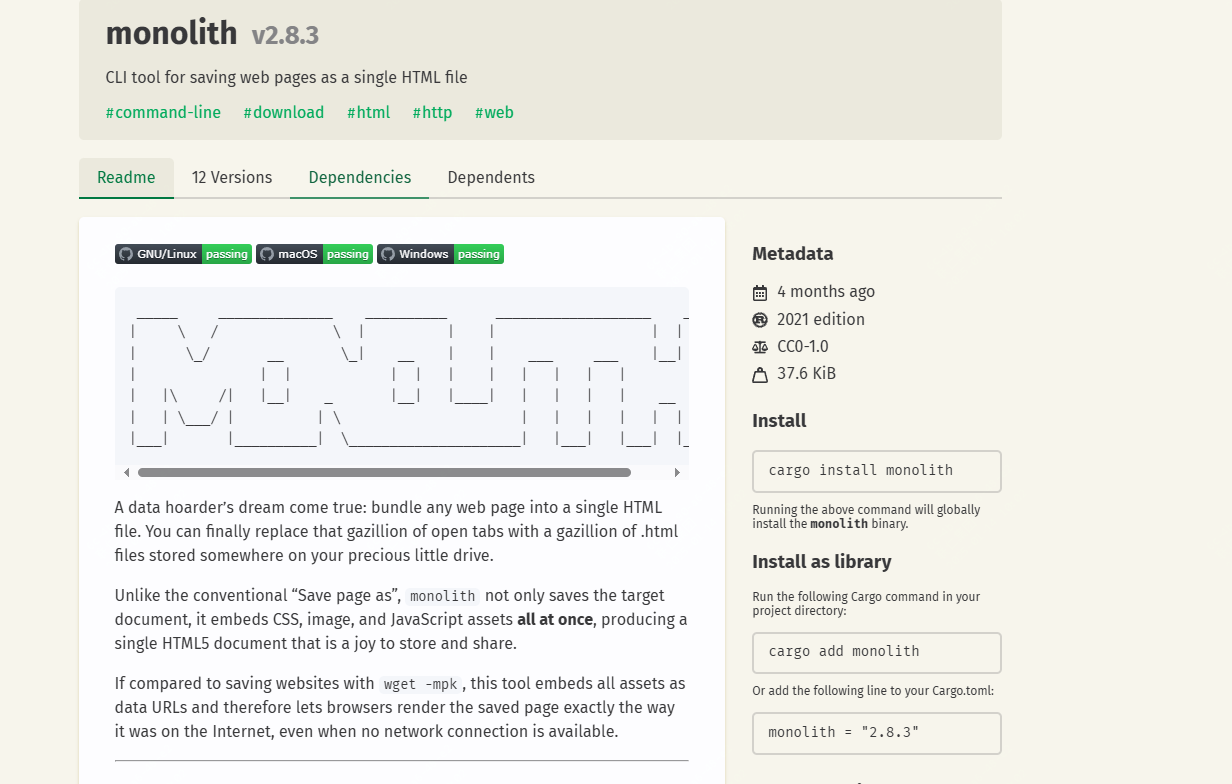 monolith v2.8.3
CLI tool for saving web pages as a single HTML file
#command-line #download #html #http #web
Readme 12 Versions Dependencies Dependents
GNU/Linux passing macOS passing Windows passing
A data hoarder’s dream come true: bundle any web page into a single HTML
file. You can finally replace that gazillion of open tabs with a gazillion of .html
files stored somewhere on your precious little drive.
Unlike the conventional “Save page as”, monolith not only saves the target
document, it embeds CSS, image, and JavaScript assets all at once, producing a
single HTML5 document that is a joy to store and share.
If compared to saving websites with wget -mpk, this tool embeds all assets as
data URLs and therefore lets browsers render the saved page exactly the way
it was on the Internet, even when no network connection is available.
Metadata
4 months ago
2021 edition
CC0-1.0
37.6 KiB
Install
cargo install monolith
Running the above command will globally
install the monolith binary.
Install as library
Run the following Cargo command in your
project directory:
cargo add monolith
Or add the following line to your Cargo.toml:
monolith = "2.8.3"